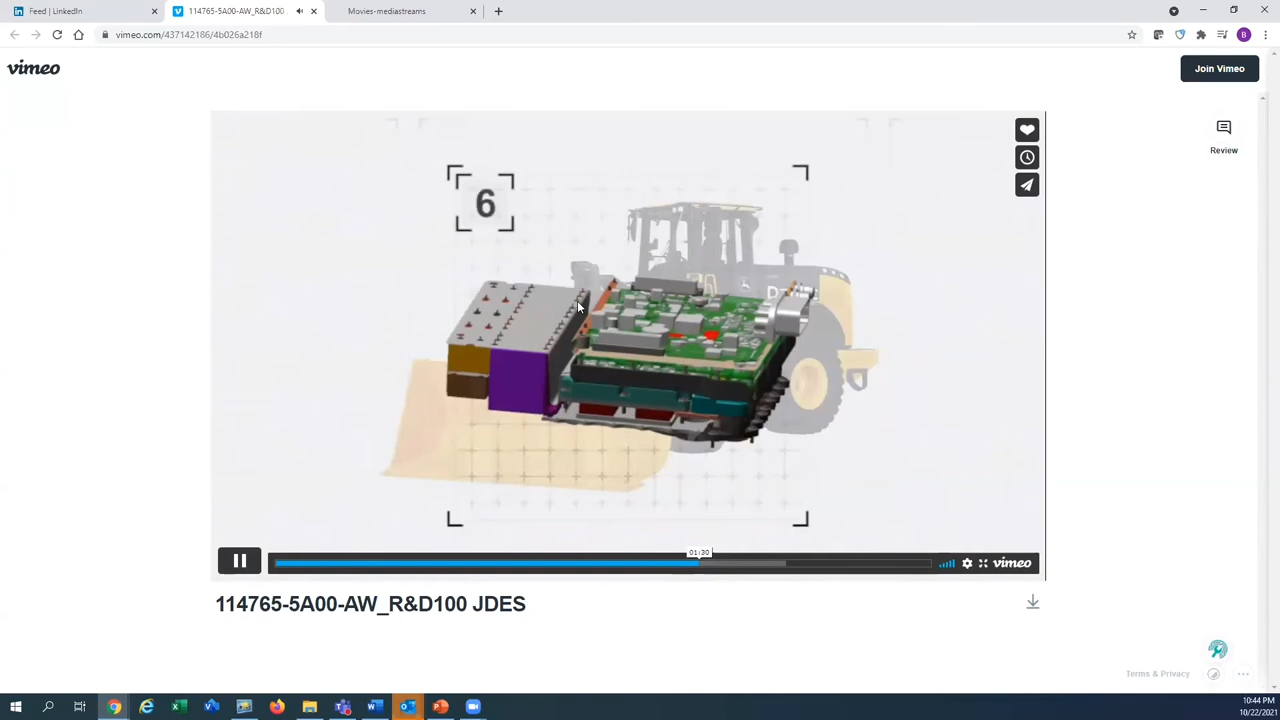 Feed | LinkedIn
114765-5A00-AW_R&D100
Movies-mediastreams
vimeo.com/437142186/4b026a218f
B
vimeo
Join Vimeo
Review
6
01:30
vimeo
114765-5A00-AW_R&D100 JDES
Terms & Privacy
10:44 PM
10/22/2021